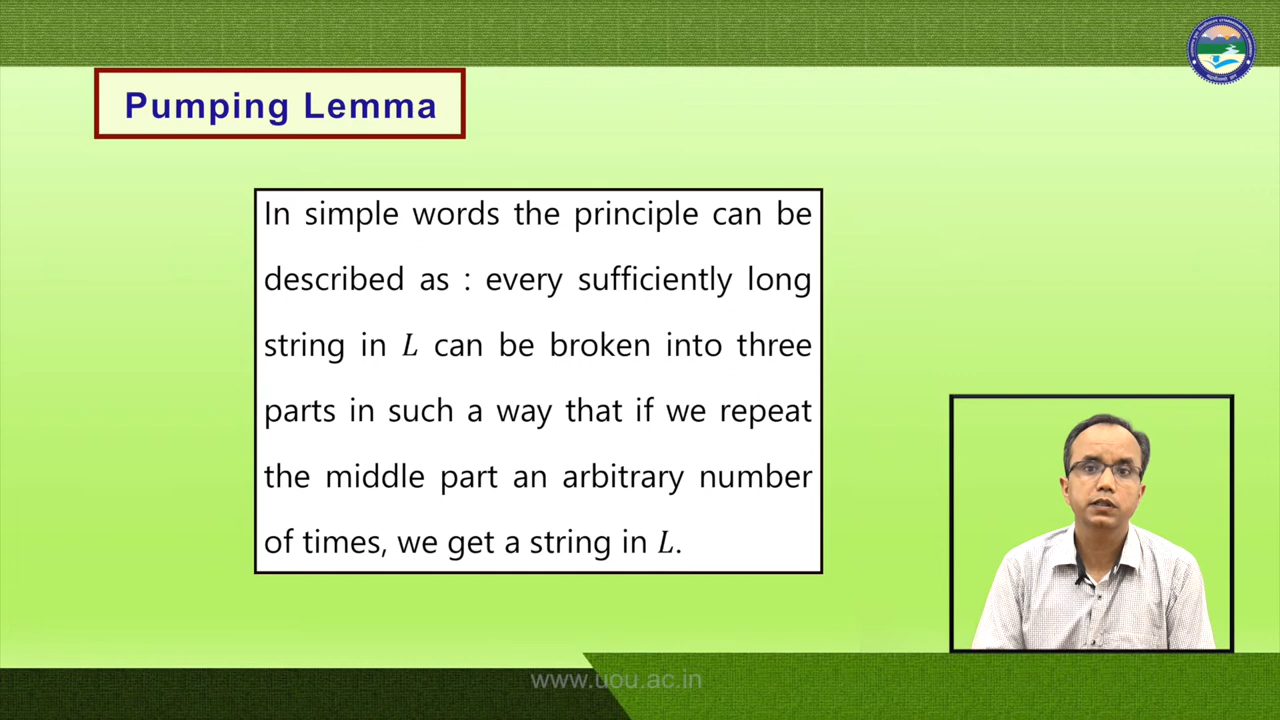 Pumping Lemma
In simple words the principle can be
described as : every sufficiently long
string in L can be broken into three
parts in such a way that if we repeat
the middle part an arbitrary number
of times, we get a string in L.
www.uou.ac.in